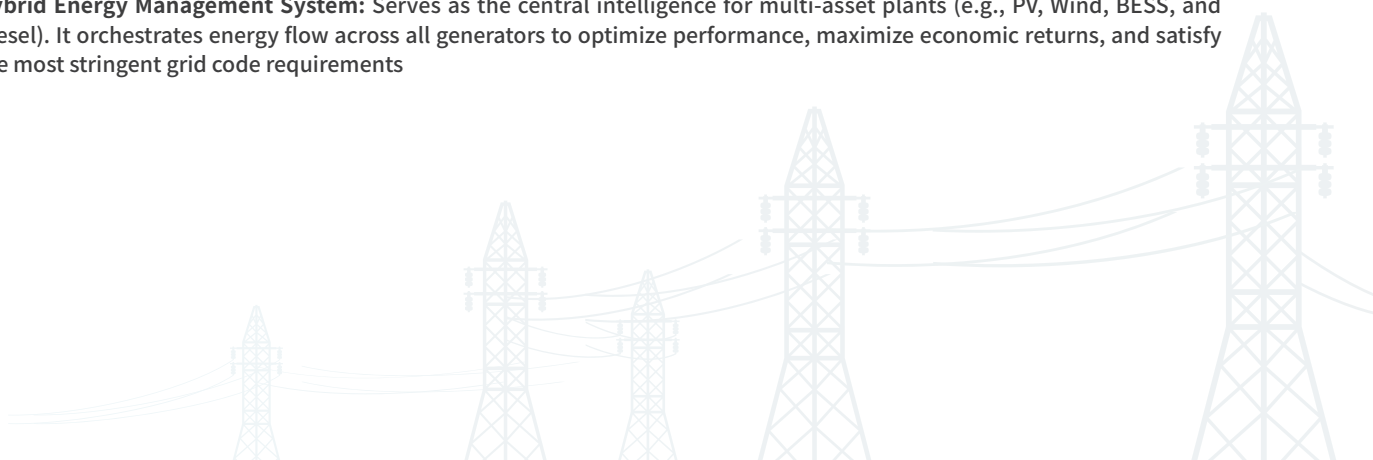 ybrid Energy Management System: Serves as the central intelligence for multi-asset plants (e.g., PV, Wind, BESS, and
esel). It orchestrates energy flow across all generators to optimize performance, maximize economic returns, and satisfy
e most stringent grid code requirements